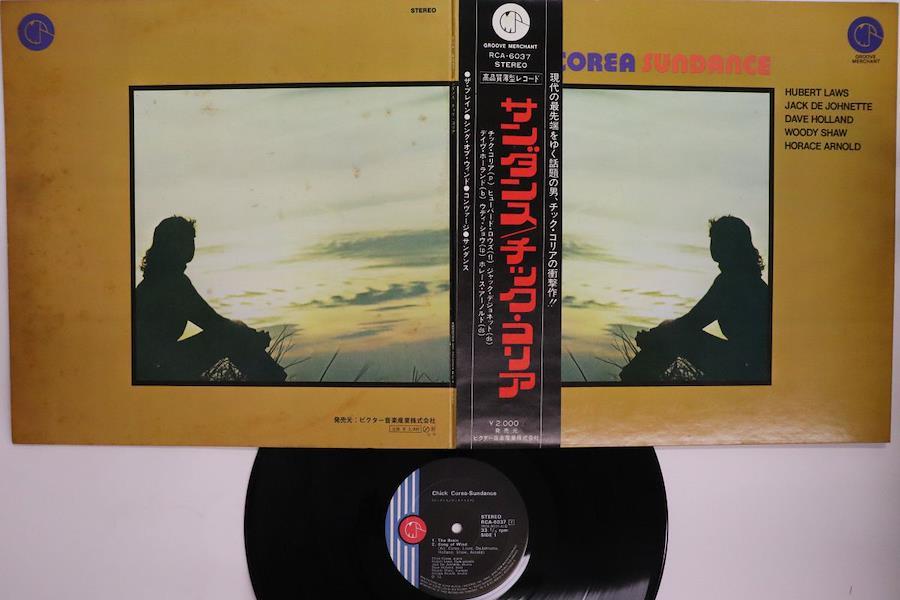 STEREO
発売元:ビクター音楽産業株式会社
GROOVE MERCHANT
RCA-6037
STEREO
高品質薄型レコード
現代の最先端をゆく話題の男、チック・コリアの衝撃作!!
サンダンス/チック・コリア
チック・コリア(p) ヒューバード・ロウズ(fl) ジャック・デジョネット(ds)
デイヴ・ホーランド(b) ウディ・ショウ(tp) ホレース・アーノルド(ds)
●ザ・ブレイン●ソング・オブ・ウィンド●コンヴァージ●サンダンス
¥2,000
発売元
ビクター音楽産業株式会社
COREA SUNDANCE
GROOVE
MERCHANT
HUBERT LAWS
JACK DE JOHNETTE
DAVE HOLLAND
WOODY SHAW
HORACE ARNOLD
Chick Corea-Sundance
STEREO
RCA-6037
33 1/3 rpm
SIDE 1
1. The Brain
2. Song of Wind